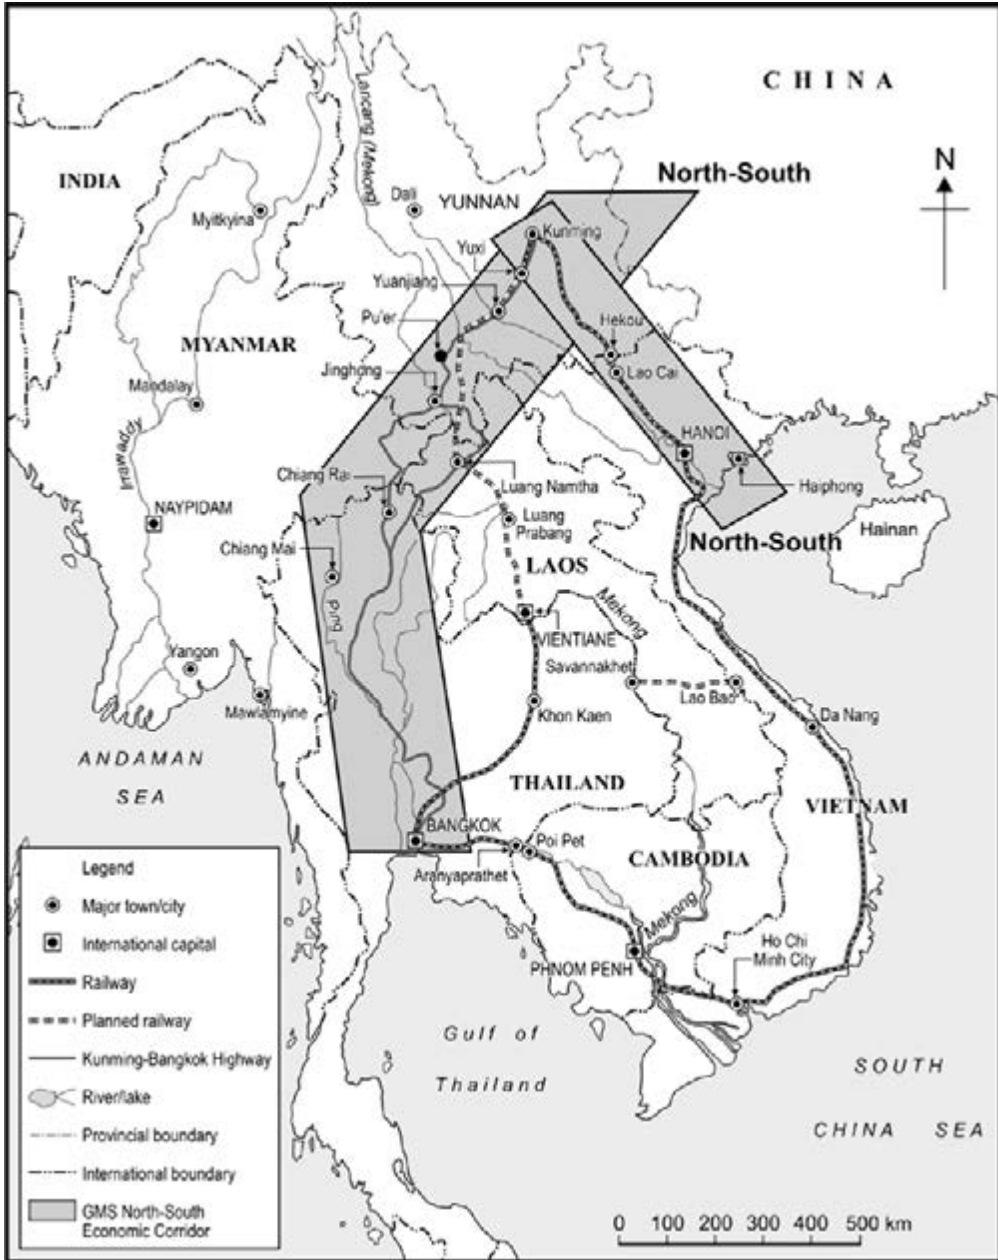 CHINA
North-South
N
INDIA
Lancang (Mekong)
Dali
YUNNAN
Myitkyina
Kunming
Yuxi
Yuanjiang
Hekou
Pu'er
MYANMAR
Lao Cai
Jinghong
Mandalay
HANOI
Irrawaddy
Chiang Rai
Luang Namtha
Haiphong
NAYPIDAM
Luang
Prabang
North-South
Hainan
Chiang Mai
LAOS
Ping
Mekong
VIENTIANE
Yangon
Savannakhet
Lao Bao
Mawlamyine
Khon Kaen
Da Nang
ANDAMAN
SEA
THAILAND
VIETNAM
BANGKOK
Poi Pet
CAMBODIA
Aranyaprathet
Mekong
Ho Chi
Minh City
PHNOM PENH
Gulf of
Thailand
SOUTH
CHINA SEA
Legend
Major town/city
International capital
Railway
Planned railway
Kunming-Bangkok Highway
River/lake
Provincial boundary
International boundary
GMS North-South
Economic Corridor
0 100 200 300 400 500 km